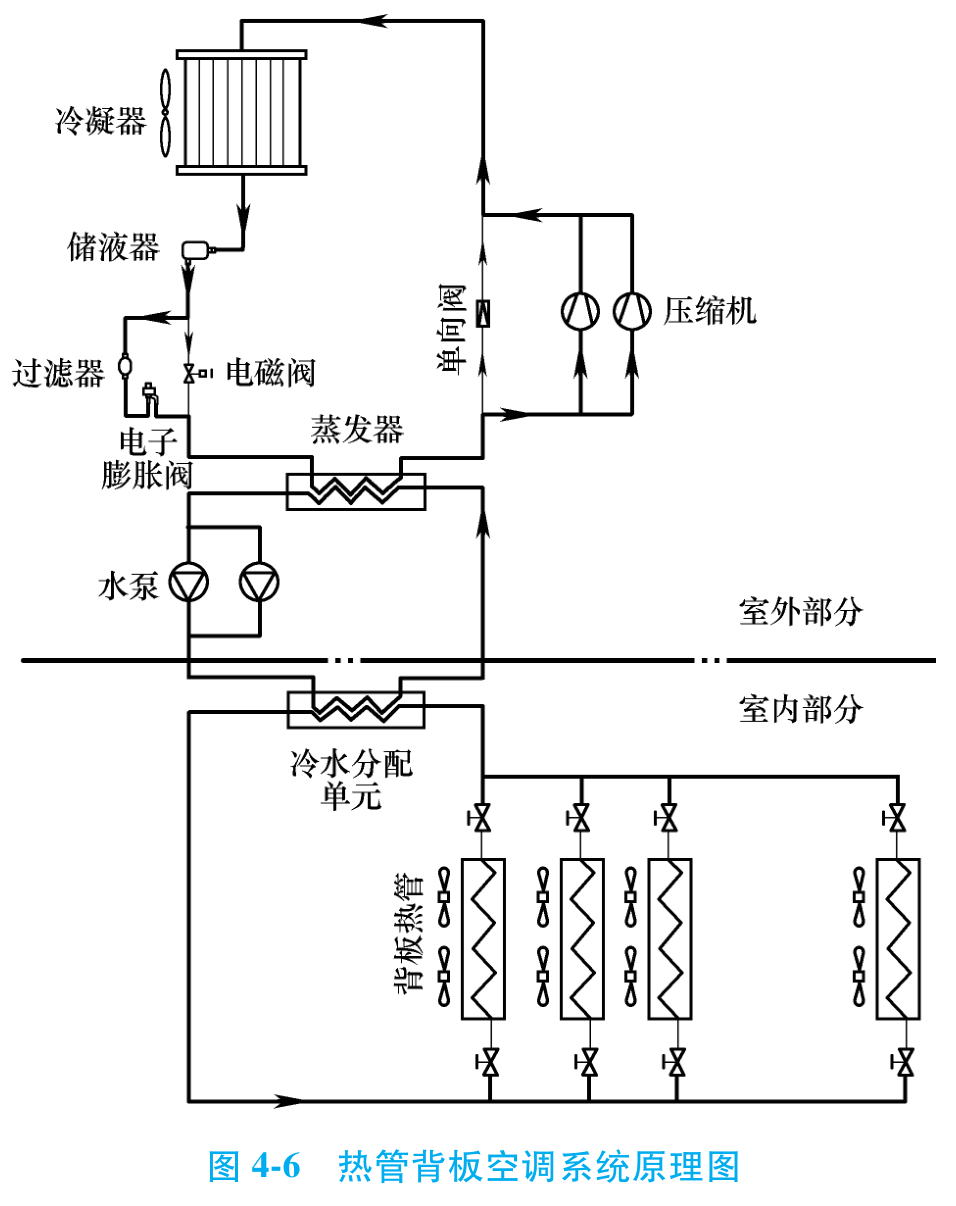 冷凝器
储液器
单向阀
压缩机
过滤器
电磁阀
电子
膨胀阀
蒸发器
水泵
室外部分
室内部分
冷水分配
单元
背板热管
图 4-6 热管背板空调系统原理图